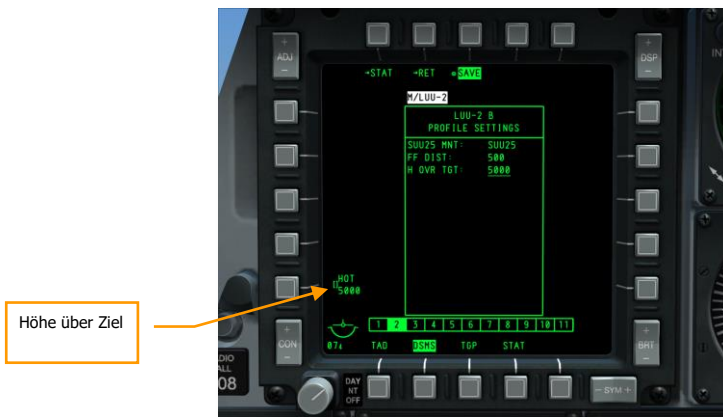 ADJ
DSP
→STAT →RET SAVE
M/LUU-2
LUU-2 B
PROFILE SETTINGS
SUU25 MNT: SUU25
FF DIST: 500
H OVR TGT: 5000
HOT
5000
Höhe über Ziel
1 2 3 4 5 6 7 8 9 10 11
CON
BRT
TAD DSMS TGP STAT
ALL
08
DAY
NT
OFF
- SYM +